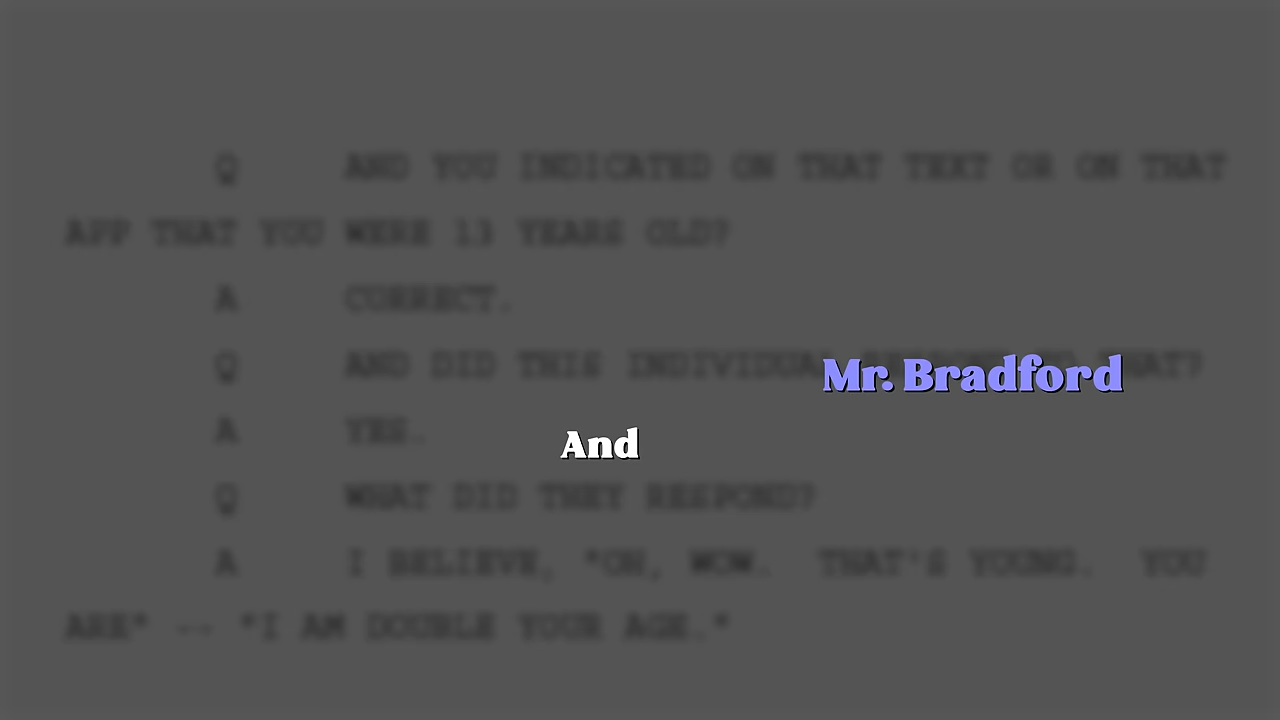 Q AND YOU INDICATED ON THAT TEXT OR ON THAT
APP THAT YOU WERE 13 YEARS OLD?
A CORRECT.
Q AND DID THIS INDIVIDUAL THAT?
Mr. Bradford
A YES.
And
Q WHAT DID THEY RESPOND?
A I BELIEVE, "OH, WOW. THAT'S YOUNG. YOU
ARE" -- "I AM DOUBLE YOUR AGE."